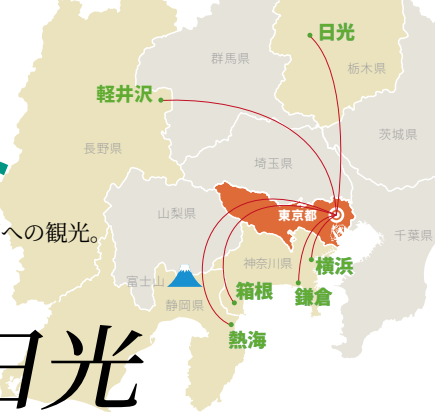 日光
群馬県
栃木県
軽井沢
茨城県
長野県
埼玉県
山梨県
東京都
への観光。
千葉県
神奈川県
横浜
富士山
箱根
鎌倉
静岡県
熱海
日光